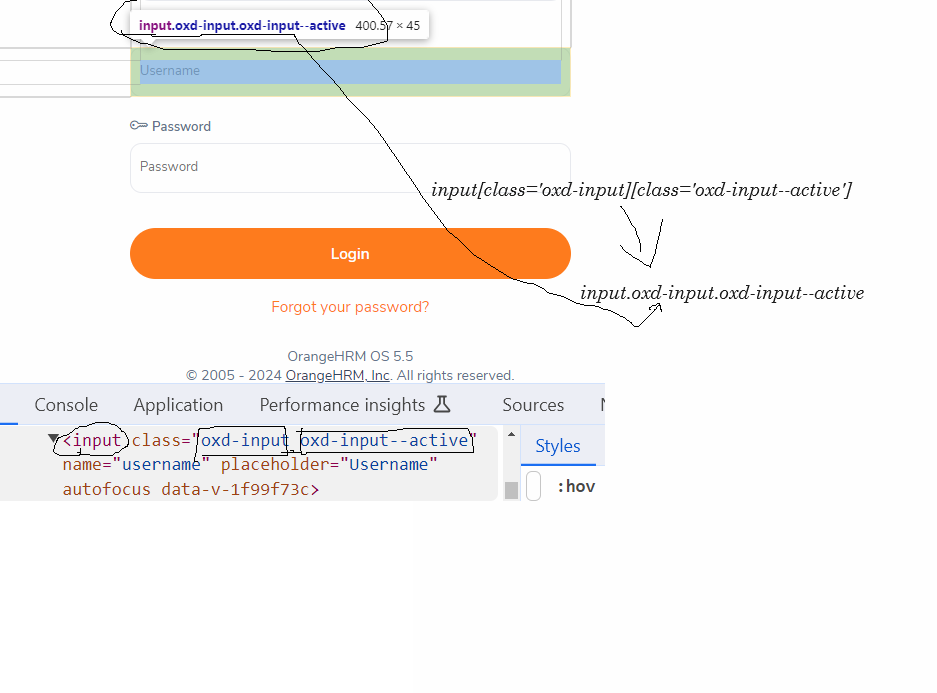 input.oxd-input.oxd-input--active 400.57 × 45
Username
Password
Password
input[class='oxd-input][class='oxd-input--active']
Login
input.oxd-input.oxd-input--active
Forgot your password?
OrangeHRM OS 5.5
© 2005 - 2024 OrangeHRM, Inc. All rights reserved.
Console Application Performance insights Sources
<input class="oxd-input oxd-input--active"
Styles
name="username" placeholder="Username"
autofocus data-v-1f99f73c>
:hov